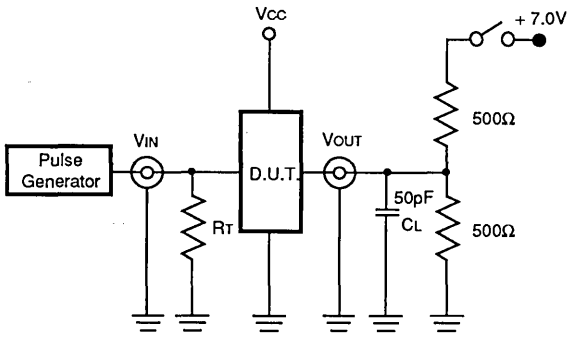 VCC
+ 7.0V
500Ω
VIN
VOUT
Pulse
Generator
D.U.T.
50pF
CL
RT
500Ω